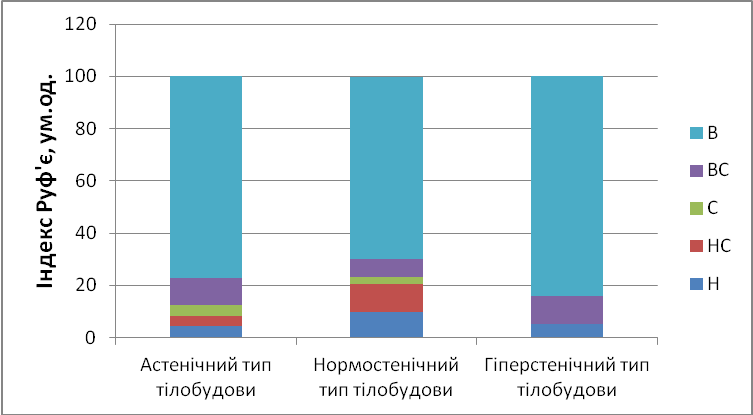 Індекс Руф'є, ум.од.
120
100
80
60
40
20
0
Астенічний тип
тілобудови
Нормостенічний
тип тілобудови
Гіперстенічний тип
тілобудови
В
ВС
С
НС
Н